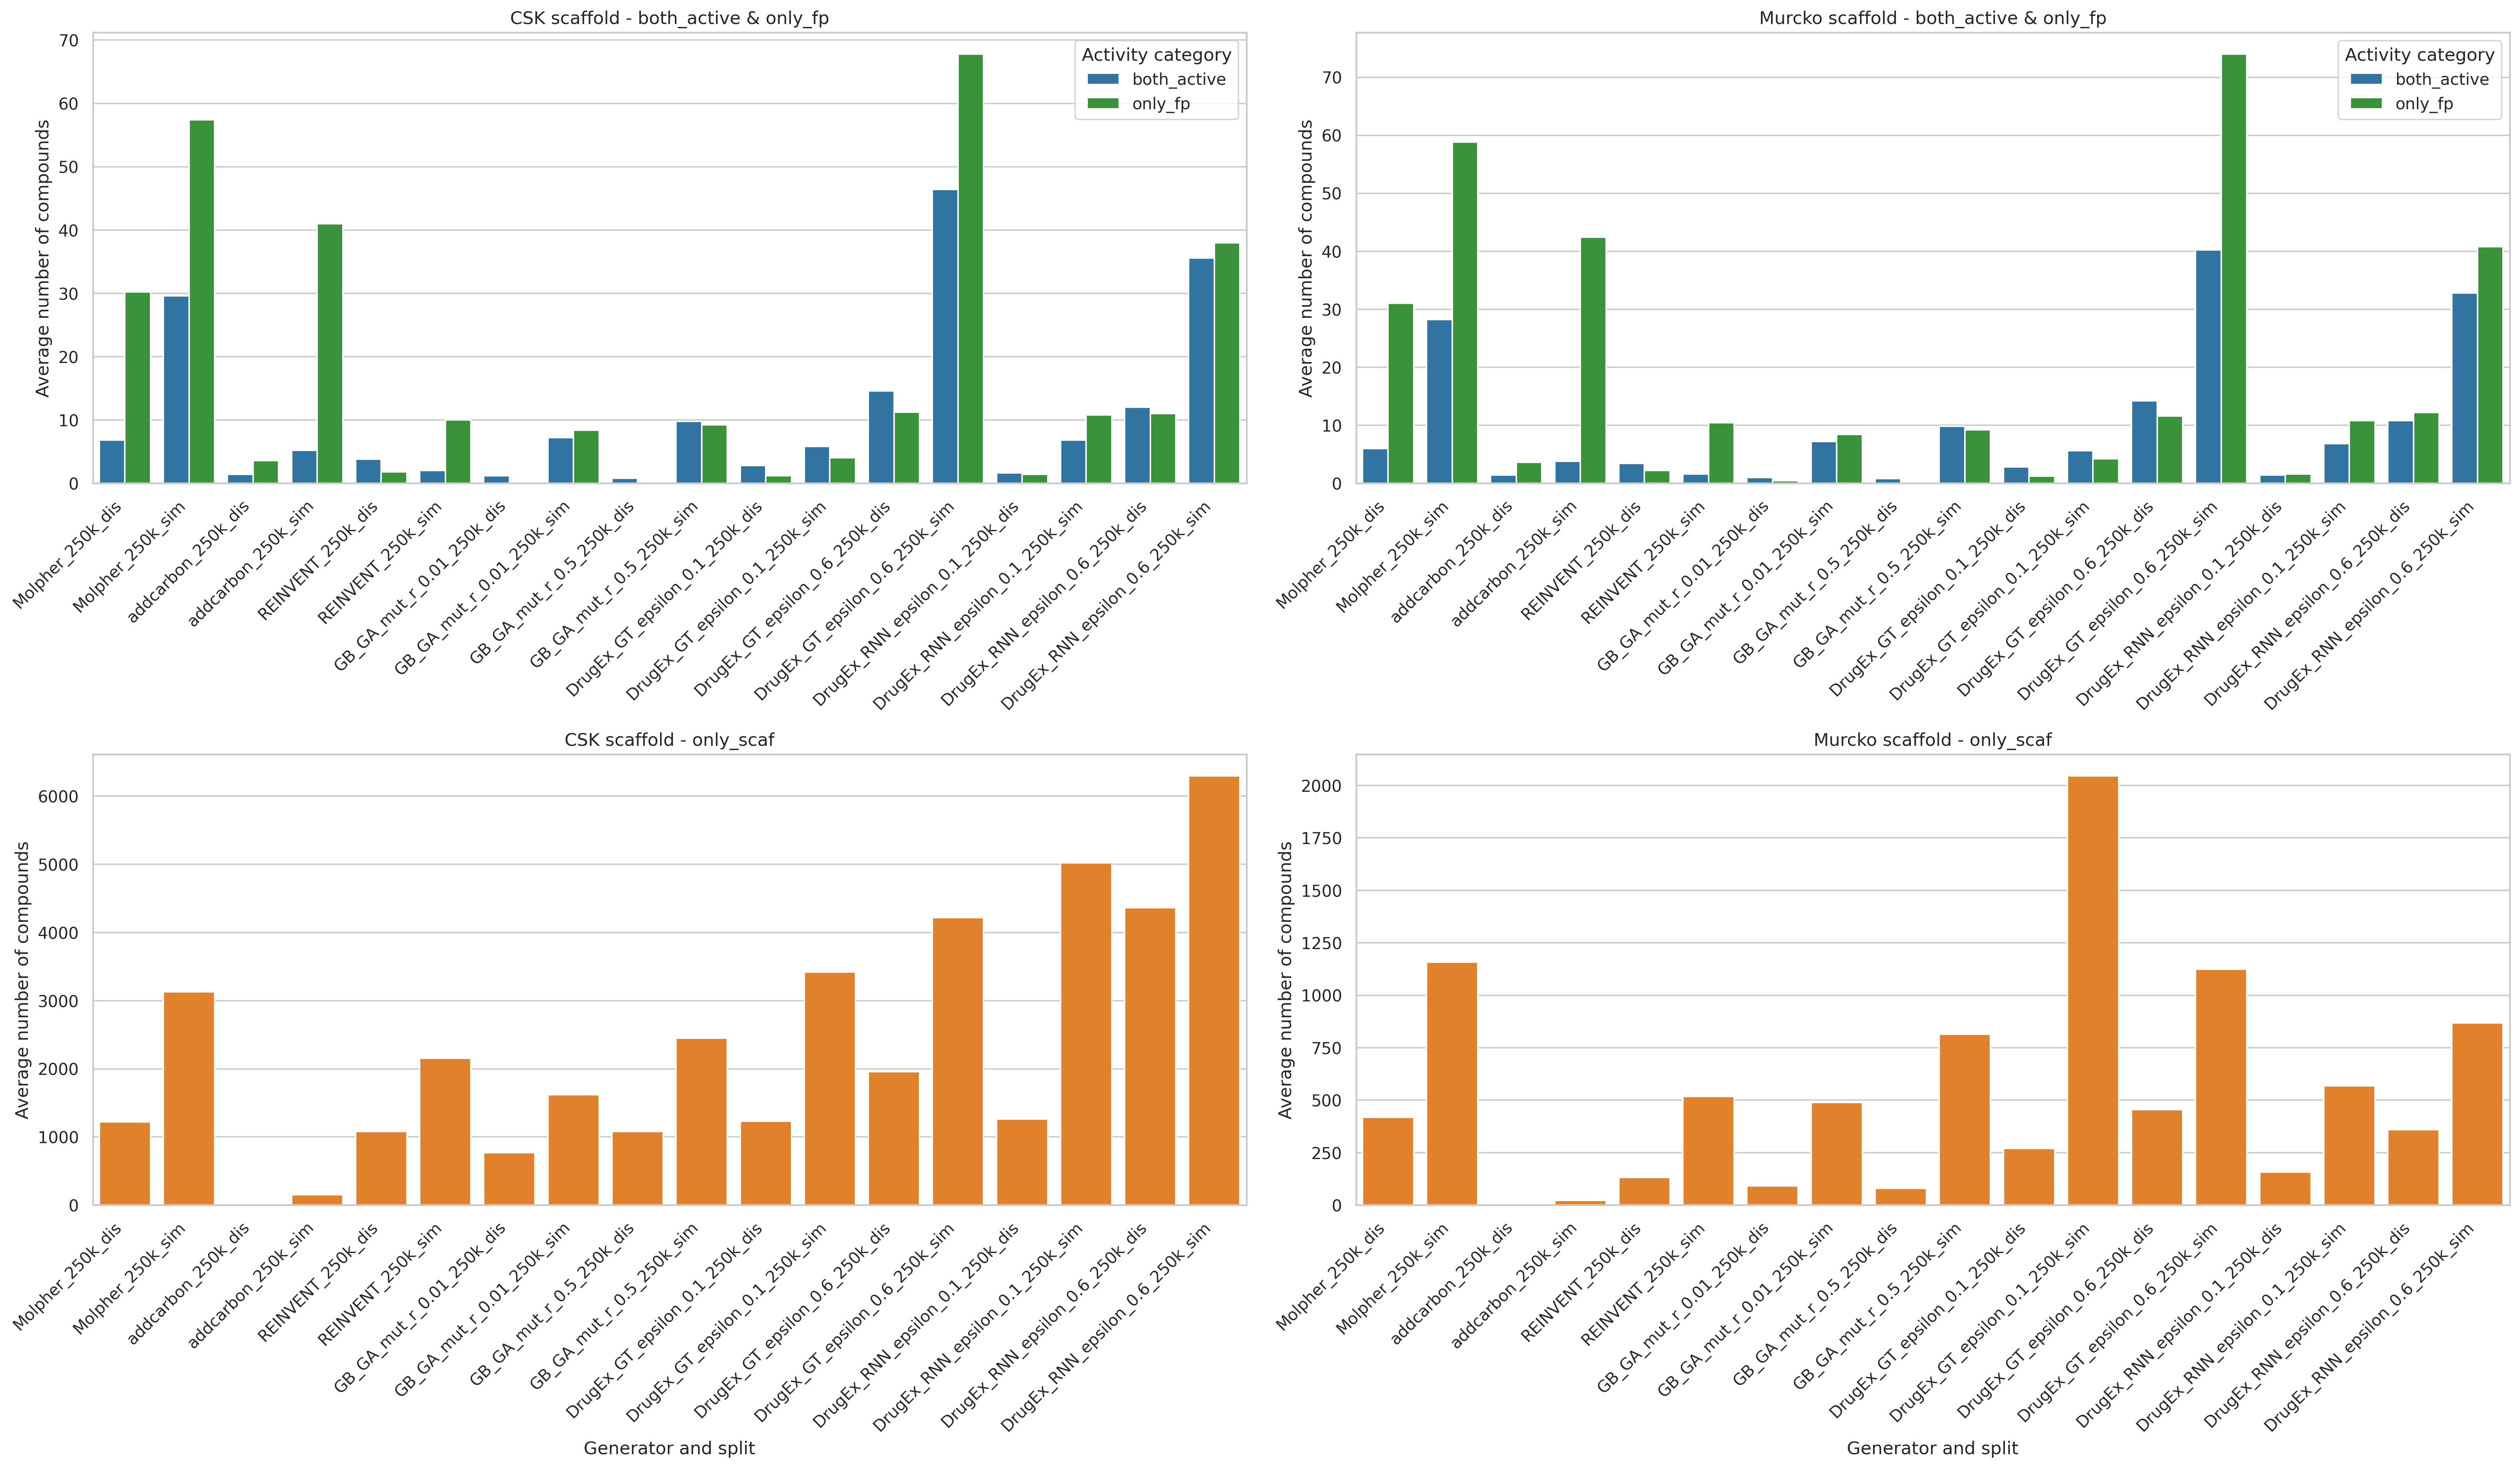 CSK scaffold - both_active & only_fp
Average number of compounds
70
60
50
40
30
20
10
0
Activity category
both_active
only_fp
Molpher_250k_dis
Molpher_250k_sim
addcarbon_250k_dis
addcarbon_250k_sim
REINVENT_250k_dis
REINVENT_250k_sim
GB_GA_mut_r_0.01_250k_dis
GB_GA_mut_r_0.01_250k_sim
GB_GA_mut_r_0.5_250k_dis
GB_GA_mut_r_0.5_250k_sim
DrugEx_GT_epsilon_0.1_250k_dis
DrugEx_GT_epsilon_0.1_250k_sim
DrugEx_GT_epsilon_0.6_250k_dis
DrugEx_GT_epsilon_0.6_250k_sim
DrugEx_RNN_epsilon_0.1_250k_dis
DrugEx_RNN_epsilon_0.1_250k_sim
DrugEx_RNN_epsilon_0.6_250k_dis
DrugEx_RNN_epsilon_0.6_250k_sim
Murcko scaffold - both_active & only_fp
Average number of compounds
70
60
50
40
30
20
10
0
Activity category
both_active
only_fp
Molpher_250k_dis
Molpher_250k_sim
addcarbon_250k_dis
addcarbon_250k_sim
REINVENT_250k_dis
REINVENT_250k_sim
GB_GA_mut_r_0.01_250k_dis
GB_GA_mut_r_0.01_250k_sim
GB_GA_mut_r_0.5_250k_dis
GB_GA_mut_r_0.5_250k_sim
DrugEx_GT_epsilon_0.1_250k_dis
DrugEx_GT_epsilon_0.1_250k_sim
DrugEx_GT_epsilon_0.6_250k_dis
DrugEx_GT_epsilon_0.6_250k_sim
DrugEx_RNN_epsilon_0.1_250k_dis
DrugEx_RNN_epsilon_0.1_250k_sim
DrugEx_RNN_epsilon_0.6_250k_dis
DrugEx_RNN_epsilon_0.6_250k_sim
CSK scaffold - only_scaf
Average number of compounds
6000
5000
4000
3000
2000
1000
0
Molpher_250k_dis
Molpher_250k_sim
addcarbon_250k_dis
addcarbon_250k_sim
REINVENT_250k_dis
REINVENT_250k_sim
GB_GA_mut_r_0.01_250k_dis
GB_GA_mut_r_0.01_250k_sim
GB_GA_mut_r_0.5_250k_dis
GB_GA_mut_r_0.5_250k_sim
DrugEx_GT_epsilon_0.1_250k_dis
DrugEx_GT_epsilon_0.1_250k_sim
DrugEx_GT_epsilon_0.6_250k_dis
DrugEx_GT_epsilon_0.6_250k_sim
DrugEx_RNN_epsilon_0.1_250k_dis
DrugEx_RNN_epsilon_0.1_250k_sim
DrugEx_RNN_epsilon_0.6_250k_dis
DrugEx_RNN_epsilon_0.6_250k_sim
Generator and split
Murcko scaffold - only_scaf
Average number of compounds
2000
1750
1500
1250
1000
750
500
250
0
Molpher_250k_dis
Molpher_250k_sim
addcarbon_250k_dis
addcarbon_250k_sim
REINVENT_250k_dis
REINVENT_250k_sim
GB_GA_mut_r_0.01_250k_dis
GB_GA_mut_r_0.01_250k_sim
GB_GA_mut_r_0.5_250k_dis
GB_GA_mut_r_0.5_250k_sim
DrugEx_GT_epsilon_0.1_250k_dis
DrugEx_GT_epsilon_0.1_250k_sim
DrugEx_GT_epsilon_0.6_250k_dis
DrugEx_GT_epsilon_0.6_250k_sim
DrugEx_RNN_epsilon_0.1_250k_dis
DrugEx_RNN_epsilon_0.1_250k_sim
DrugEx_RNN_epsilon_0.6_250k_dis
DrugEx_RNN_epsilon_0.6_250k_sim
Generator and split